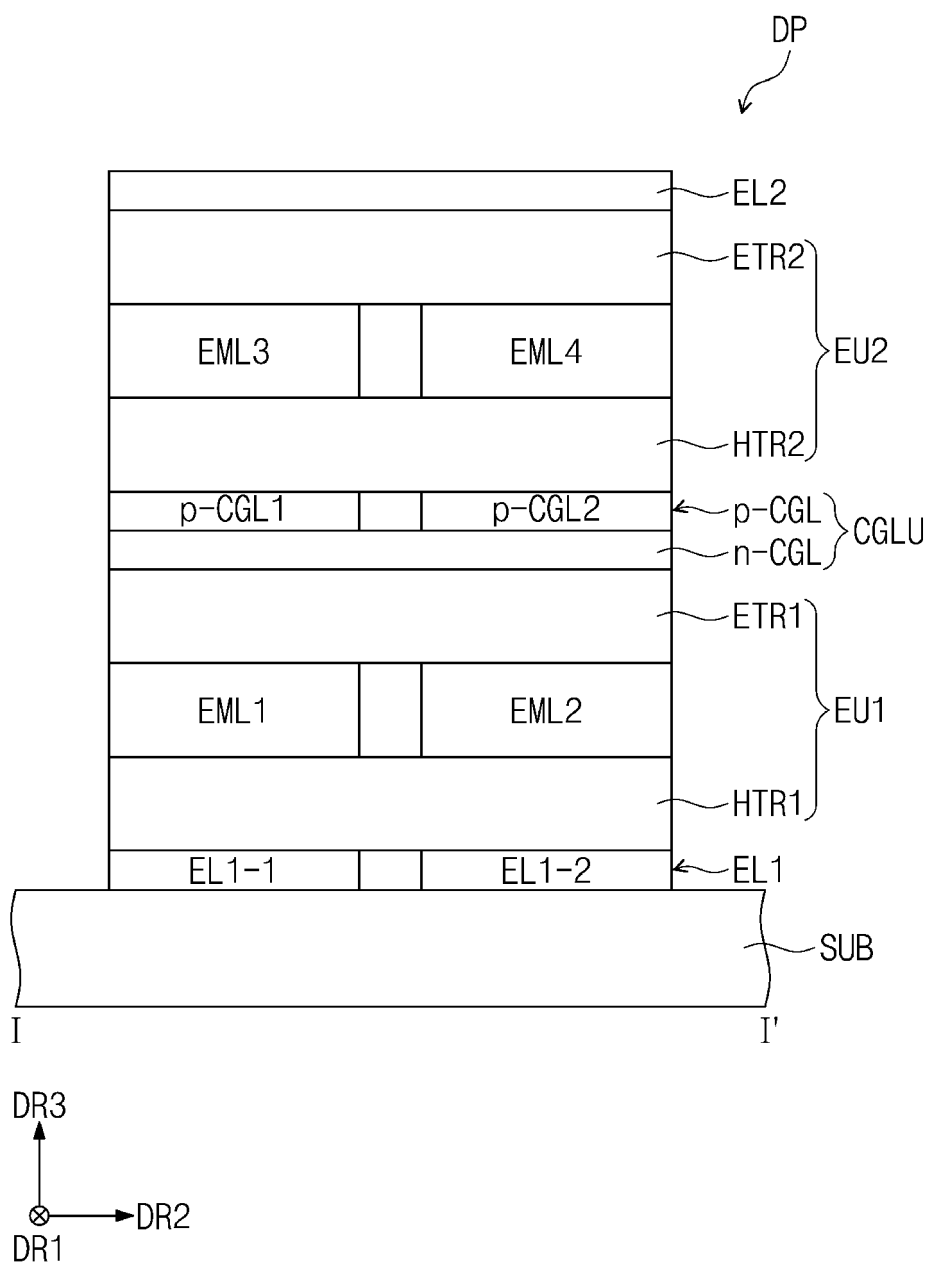 DP
EL2
ETR2
EML3 EML4
EU2
HTR2
p-CGL1 p-CGL2 p-CGL
CGLU
n-CGL
ETR1
EML1 EML2
EU1
HTR1
EL1-1 EL1-2 EL1
SUB
I I'
DR3
DR2
DR1